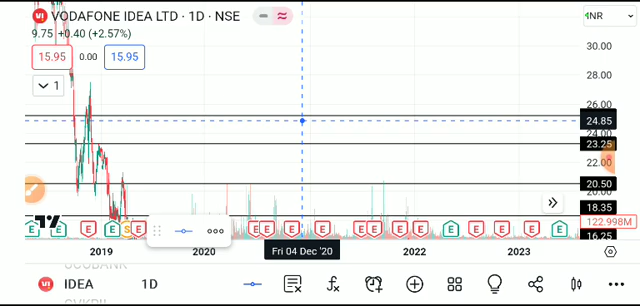 VODAFONE IDEA LTD · 1D · NSE
INR
9.75 +0.40 (+2.57%)
15.95 0.00 15.95
1
30.00
28.00
26.00
24.85
24.00
23.25
22.00
20.50
20.00
18.35
122.998M
16.25
E E E E S E E E E E E E E E E E E E
2019 2020 Fri 04 Dec '20 2022 2023
UCOBANK
IDEA 1D